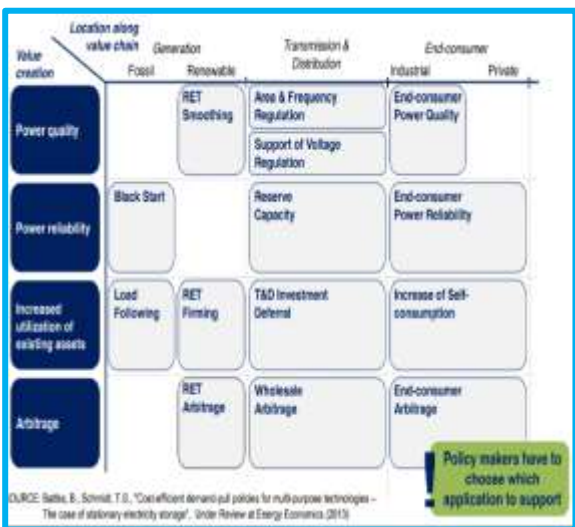 Location along
value chain
Value
creation
Generation
Transmission &
Distribution
End-consumer
Fossil
Renewable
Industrial
Private
Power quality
RET
Smoothing
Area & Frequency
Regulation
Support of Voltage
Regulation
End-consumer
Power Quality
Power reliability
Black Start
Reserve
Capacity
End-consumer
Power Reliability
Increased
utilization of
existing assets
Load
Following
RET
Firming
T&D Investment
Deferral
Increase of Self-
consumption
Arbitrage
RET
Arbitrage
Wholesale
Arbitrage
End-consumer
Arbitrage
! Policy makers have to
choose which
application to support
SOURCE: Battke, B., Schmidt, T.S., "Cost-efficient demand-pull policies for multi-purpose technologies –
The case of stationary electricity storage", Under Review at Energy Economics (2013)